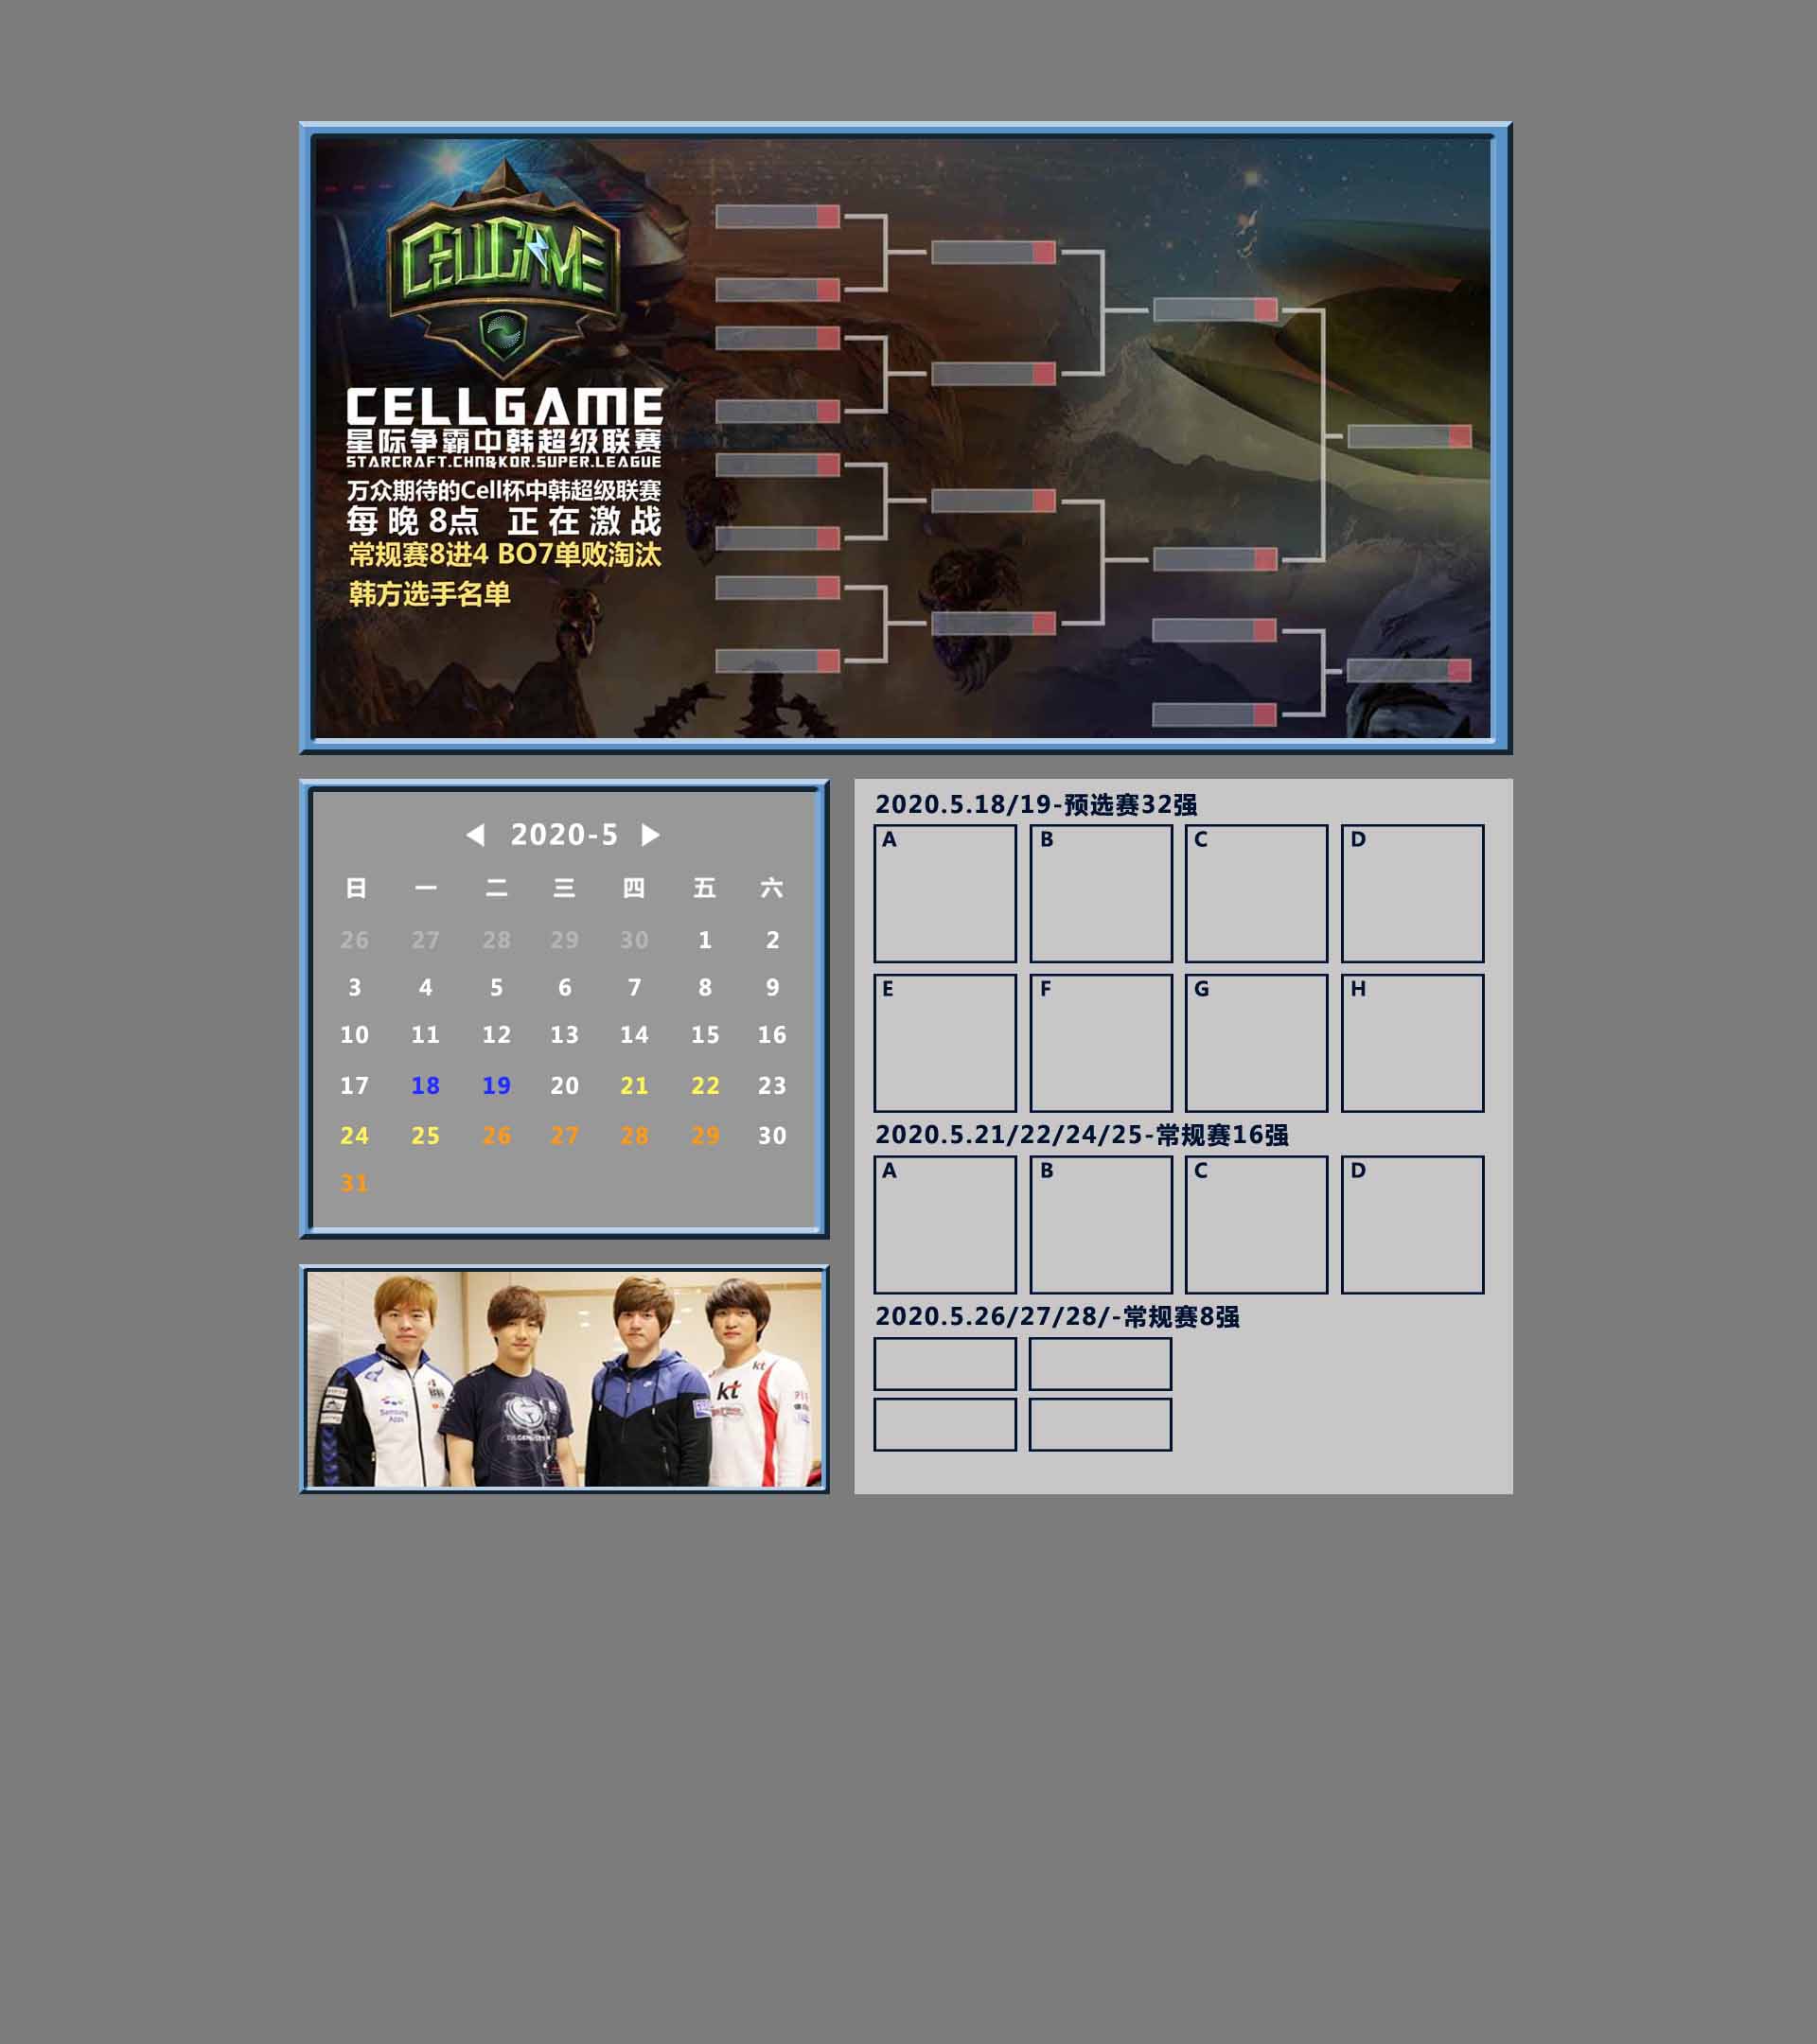 CELLGAME
CELLGAME
星际争霸中韩超级联赛
STARCRAFT.CHN&KOR.SUPER.LEAGUE
万众期待的Cell杯中韩超级联赛
每晚8点 正在激战
常规赛8进4 BO7单败淘汰
韩方选手名单
2020-5
日 一 二 三 四 五 六
26 27 28 29 30 1 2
3 4 5 6 7 8 9
10 11 12 13 14 15 16
17 18 19 20 21 22 23
24 25 26 27 28 29 30
31
Samsung
Apps
kt
kt
2020.5.18/19-预选赛32强
A B C D
E F G H
2020.5.21/22/24/25-常规赛16强
A B C D
2020.5.26/27/28/-常规赛8强